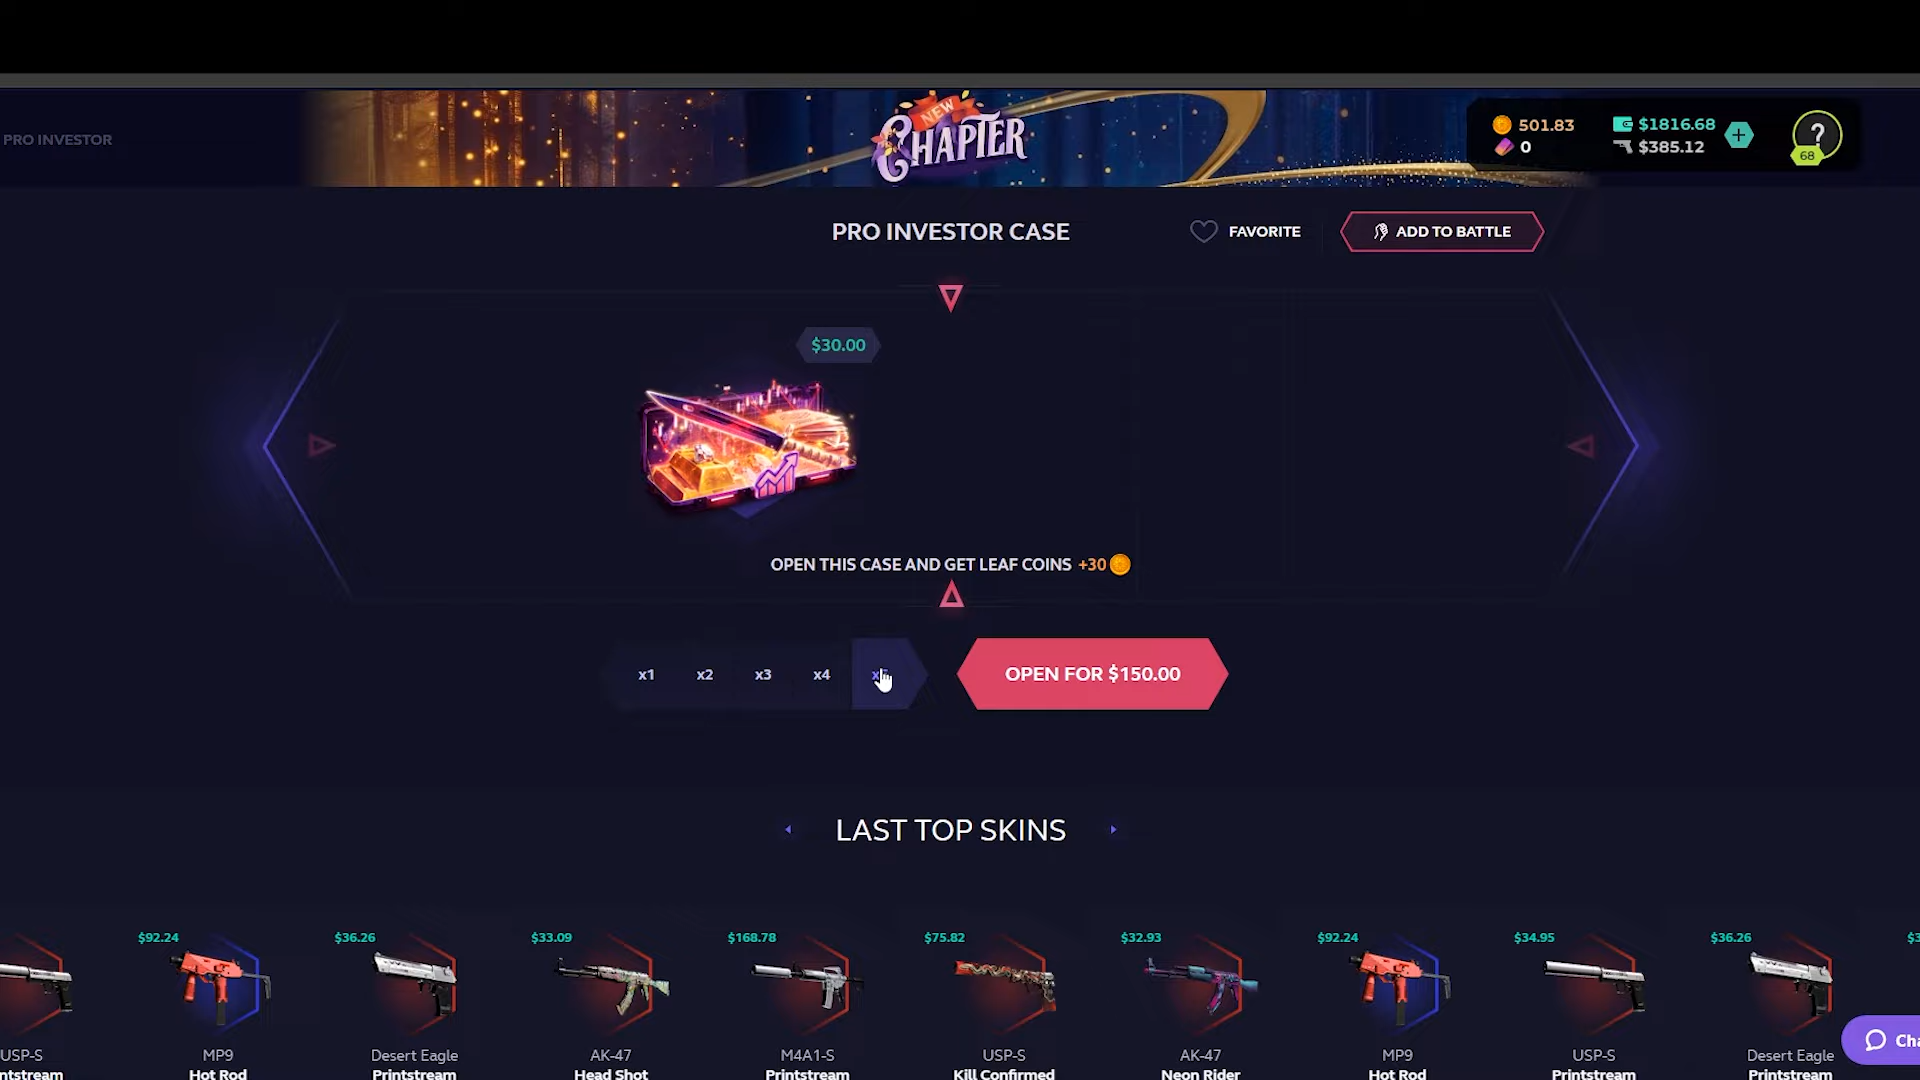 PRO INVESTOR
NEW
CHAPTER
501.83
0
$1816.68
$385.12
+
?
68
PRO INVESTOR CASE
FAVORITE
ADD TO BATTLE
$30.00
OPEN THIS CASE AND GET LEAF COINS +30
x1 x2 x3 x4
OPEN FOR $150.00
LAST TOP SKINS
$92.24 $36.26 $33.09 $168.78 $75.82 $32.93 $92.24 $34.95 $36.26
USP-S MP9 Desert Eagle AK-47 M4A1-S USP-S AK-47 MP9 USP-S Desert Eagle
ntstream Hot Rod Printstream Head Shot Printstream Kill Confirmed Neon Rider Hot Rod Printstream Printstream
Cha